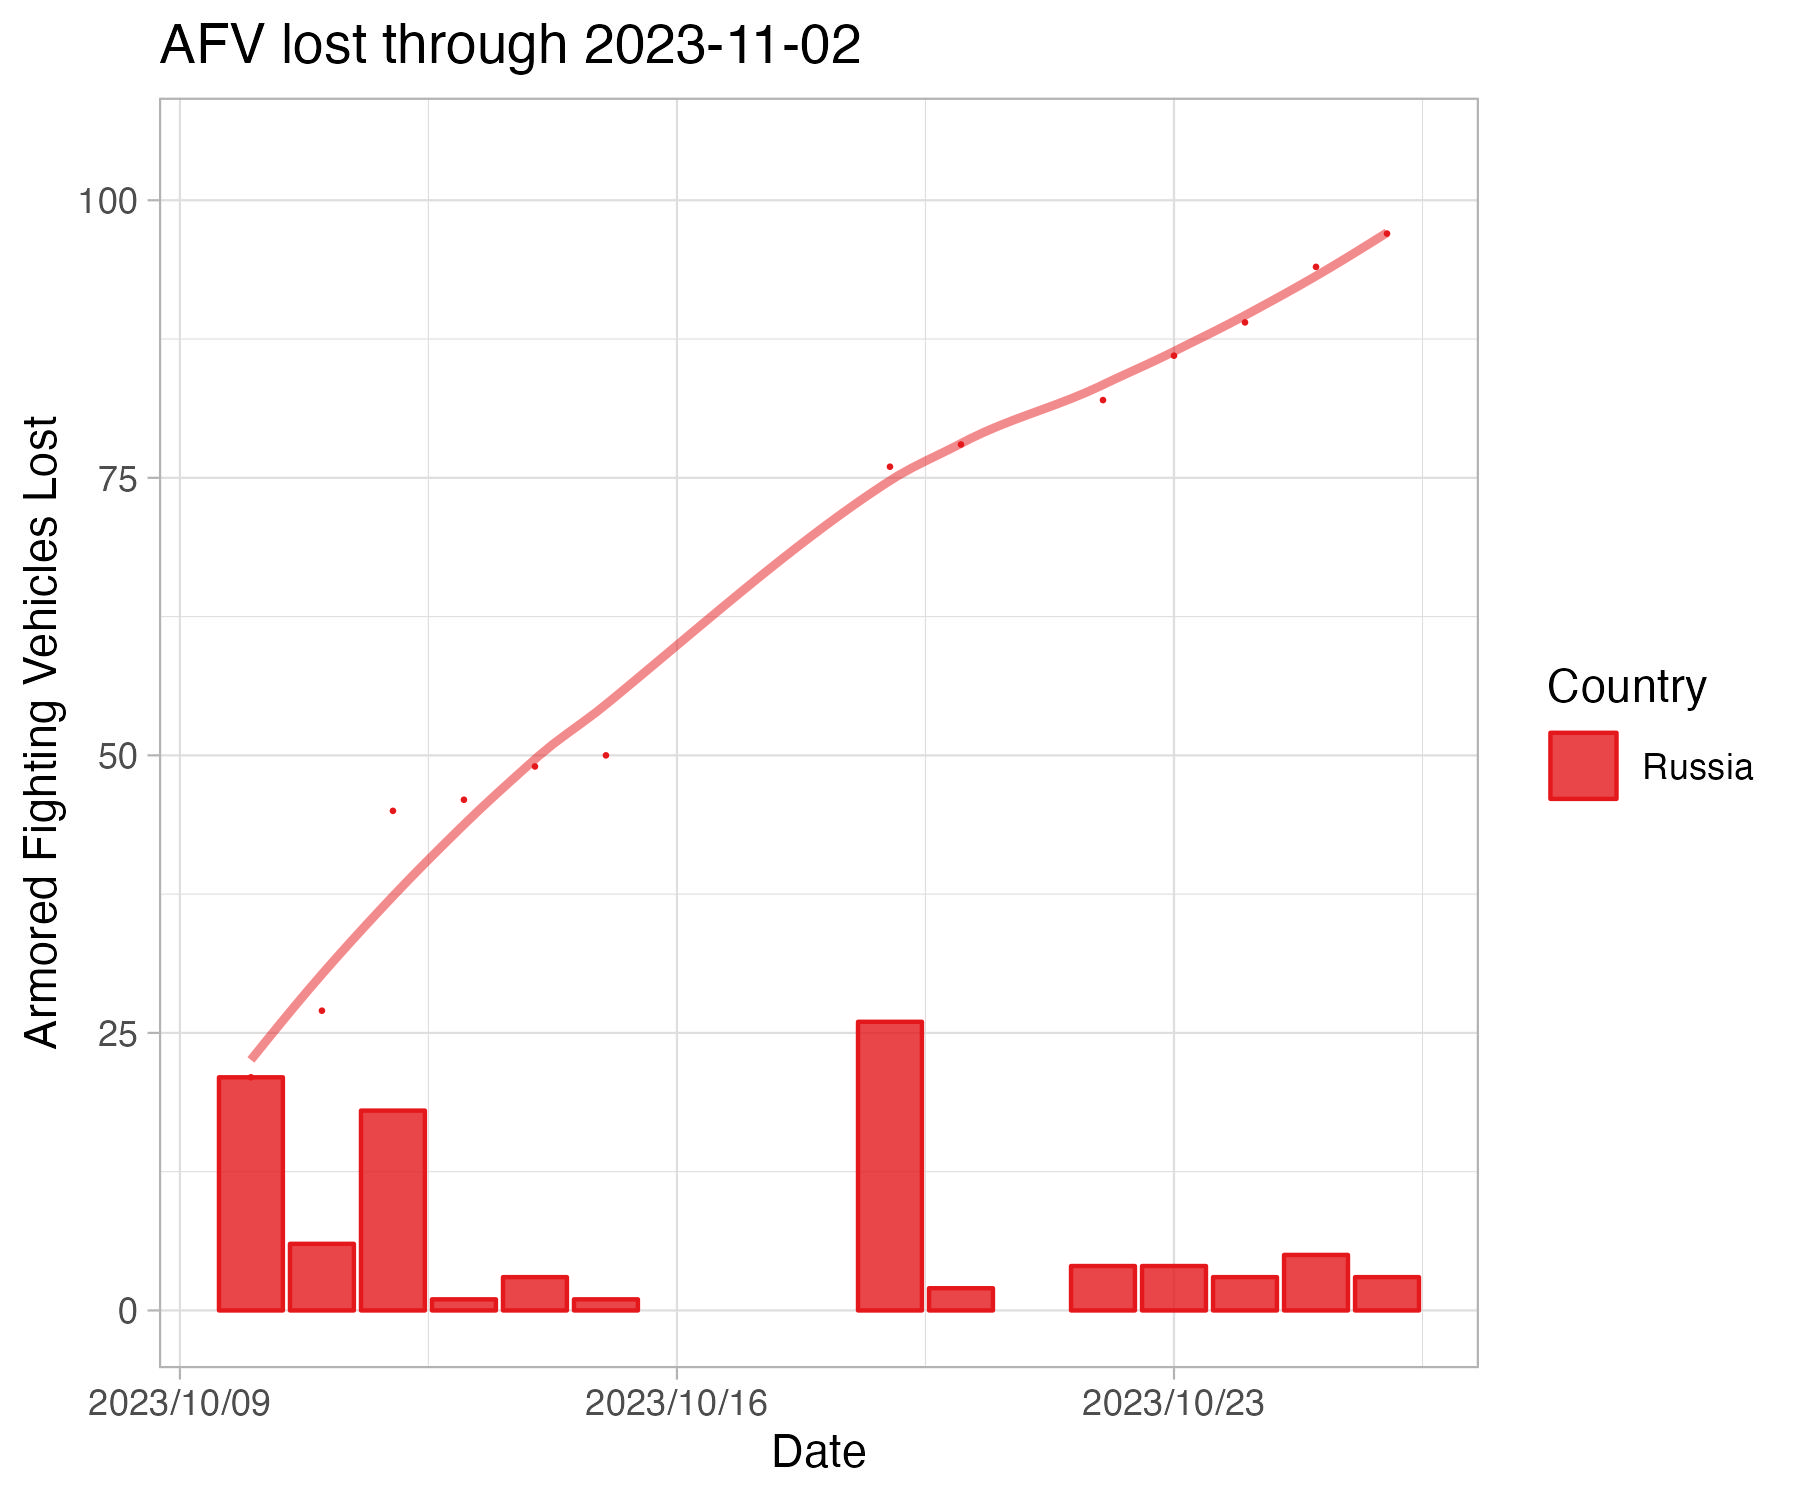 AFV lost through 2023-11-02
Armored Fighting Vehicles Lost
100
75
50
25
0
2023/10/09 2023/10/16 2023/10/23
Date
Country
Russia